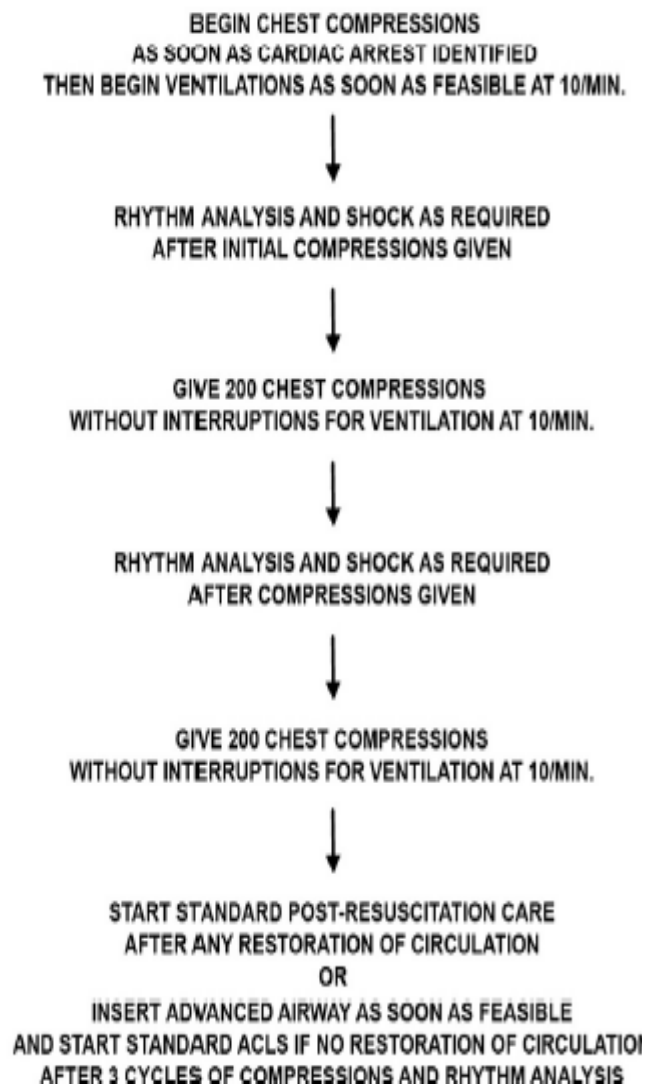 BEGIN CHEST COMPRESSIONS
AS SOON AS CARDIAC ARREST IDENTIFIED
THEN BEGIN VENTILATIONS AS SOON AS FEASIBLE AT 10/MIN.
RHYTHM ANALYSIS AND SHOCK AS REQUIRED
AFTER INITIAL COMPRESSIONS GIVEN
GIVE 200 CHEST COMPRESSIONS
WITHOUT INTERRUPTIONS FOR VENTILATION AT 10/MIN.
RHYTHM ANALYSIS AND SHOCK AS REQUIRED
AFTER COMPRESSIONS GIVEN
GIVE 200 CHEST COMPRESSIONS
WITHOUT INTERRUPTIONS FOR VENTILATION AT 10/MIN.
START STANDARD POST-RESUSCITATION CARE
AFTER ANY RESTORATION OF CIRCULATION
OR
INSERT ADVANCED AIRWAY AS SOON AS FEASIBLE
AND START STANDARD ACLS IF NO RESTORATION OF CIRCULATIO
AFTER 3 CYCLES OF COMPRESSIONS AND RHYTHM ANALYSIS